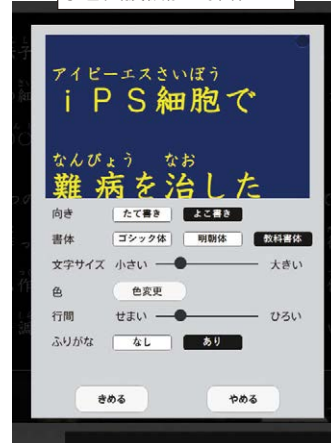 アイピーエスさいぼう
ｉＰＳ細胞で
なんびょう なお
難病を治した
向き たて書き よこ書き
書体 ゴシック体 明朝体 教科書体
文字サイズ 小さい 大きい
色 色変更
行間 せまい ひろい
ふりがな なし あり
きめる やめる